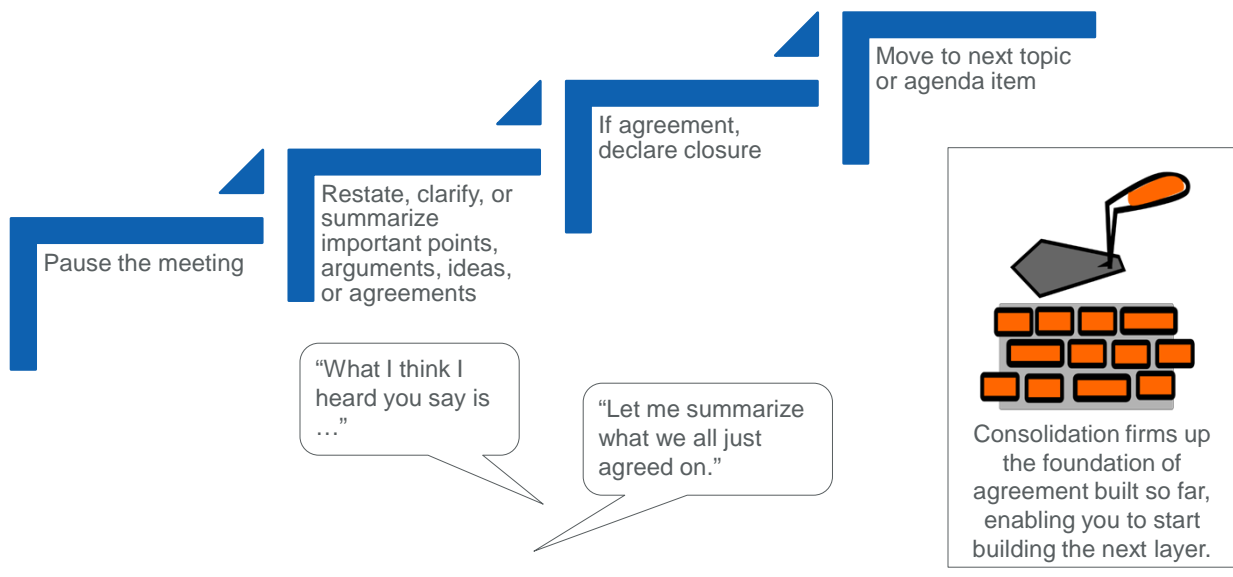 Pause the meeting
Restate, clarify, or
summarize
important points,
arguments, ideas,
or agreements
If agreement,
declare closure
Move to next topic
or agenda item
“What I think I
heard you say is
…”
“Let me summarize
what we all just
agreed on.”
Consolidation firms up
the foundation of
agreement built so far,
enabling you to start
building the next layer.